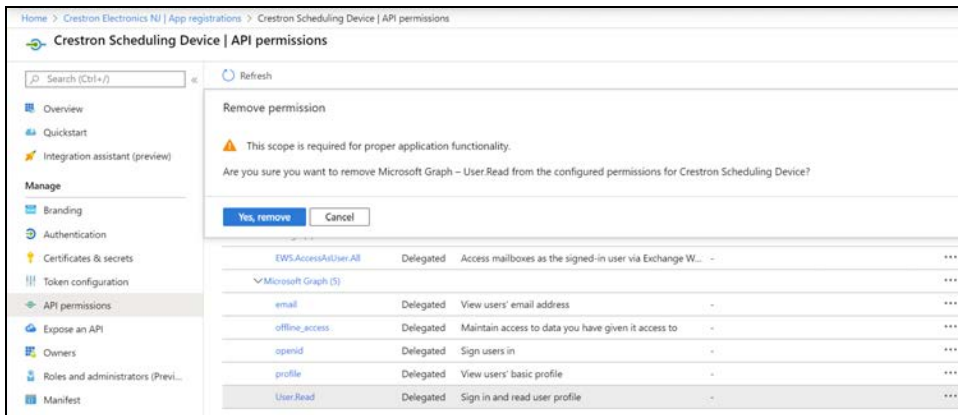 Home > Crestron Electronics NJ | App registrations > Crestron Scheduling Device | API permissions
Crestron Scheduling Device | API permissions
Search (Ctrl+/)
«
Refresh
Overview
Quickstart
Integration assistant (preview)
Manage
Branding
Authentication
Certificates & secrets
Token configuration
API permissions
Expose an API
Owners
Roles and administrators (Previ...
Manifest
Remove permission
This scope is required for proper application functionality.
Are you sure you want to remove Microsoft Graph – User.Read from the configured permissions for Crestron Scheduling Device?
Yes, remove Cancel
EWS.AccessAsUser.All Delegated Access mailboxes as the signed-in user via Exchange W... - ...
Microsoft Graph (5) ...
email Delegated View users' email address - ...
offline_access Delegated Maintain access to data you have given it access to - ...
openid Delegated Sign users in - ...
profile Delegated View users' basic profile - ...
User.Read Delegated Sign in and read user profile - ...